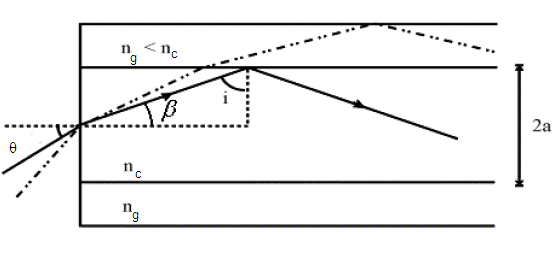 n_g < n_c
i
β
θ
2a
n_c
n_g